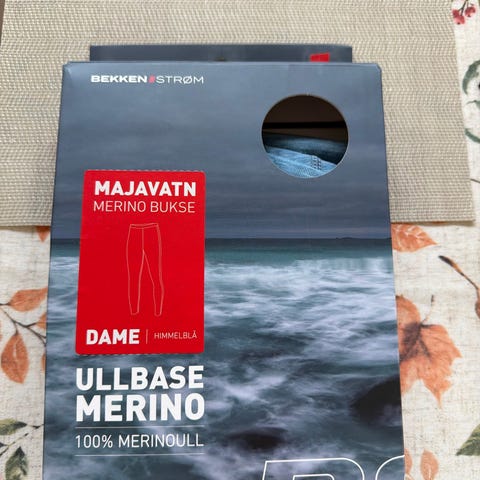 BEKKEN STRØM
MAJAVATN
MERINO BUKSE
DAME | HIMMELBLÅ
ULLBASE
MERINO
100% MERINOULL